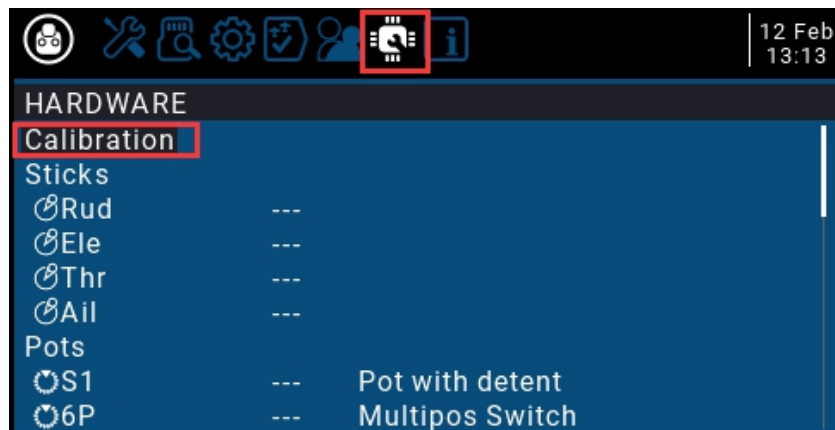 12 Feb
13:13
HARDWARE
Calibration
Sticks
Rud ---
Ele ---
Thr ---
Ail ---
Pots
S1 --- Pot with detent
6P --- Multipos Switch